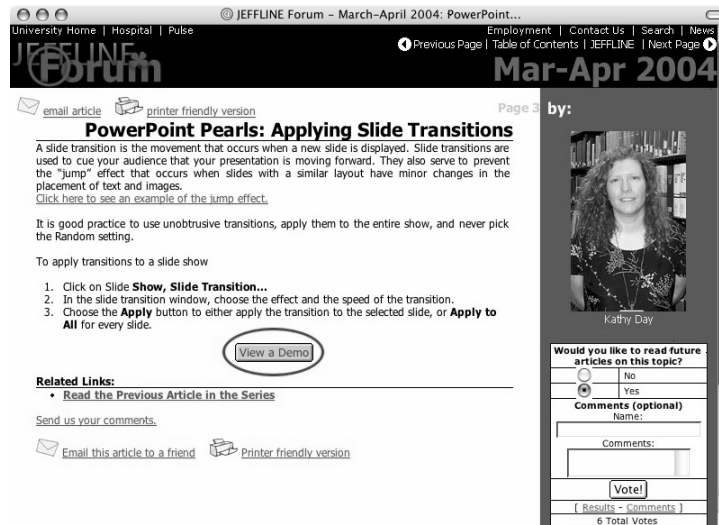 JEFFLINE Forum – March–April 2004: PowerPoint...
University Home | Hospital | Pulse
Employment | Contact Us | Search | News
Previous Page | Table of Contents | JEFFLINE | Next Page
JEFFLINE
Forum
Mar-Apr 2004
email article
printer friendly version
Page 3
by:
PowerPoint Pearls: Applying Slide Transitions
A slide transition is the movement that occurs when a new slide is displayed. Slide transitions are
used to cue your audience that your presentation is moving forward. They also serve to prevent
the "jump" effect that occurs when slides with a similar layout have minor changes in the
placement of text and images.
Click here to see an example of the jump effect.
It is good practice to use unobtrusive transitions, apply them to the entire show, and never pick
the Random setting.
To apply transitions to a slide show
1. Click on Slide Show, Slide Transition...
2. In the slide transition window, choose the effect and the speed of the transition.
3. Choose the Apply button to either apply the transition to the selected slide, or Apply to
All for every slide.
View a Demo
Related Links:
• Read the Previous Article in the Series
Send us your comments.
Email this article to a friend
Printer friendly version
Kathy Day
Would you like to read future
articles on this topic?
No
Yes
Comments (optional)
Name:
Comments:
Vote!
[ Results - Comments ]
6 Total Votes